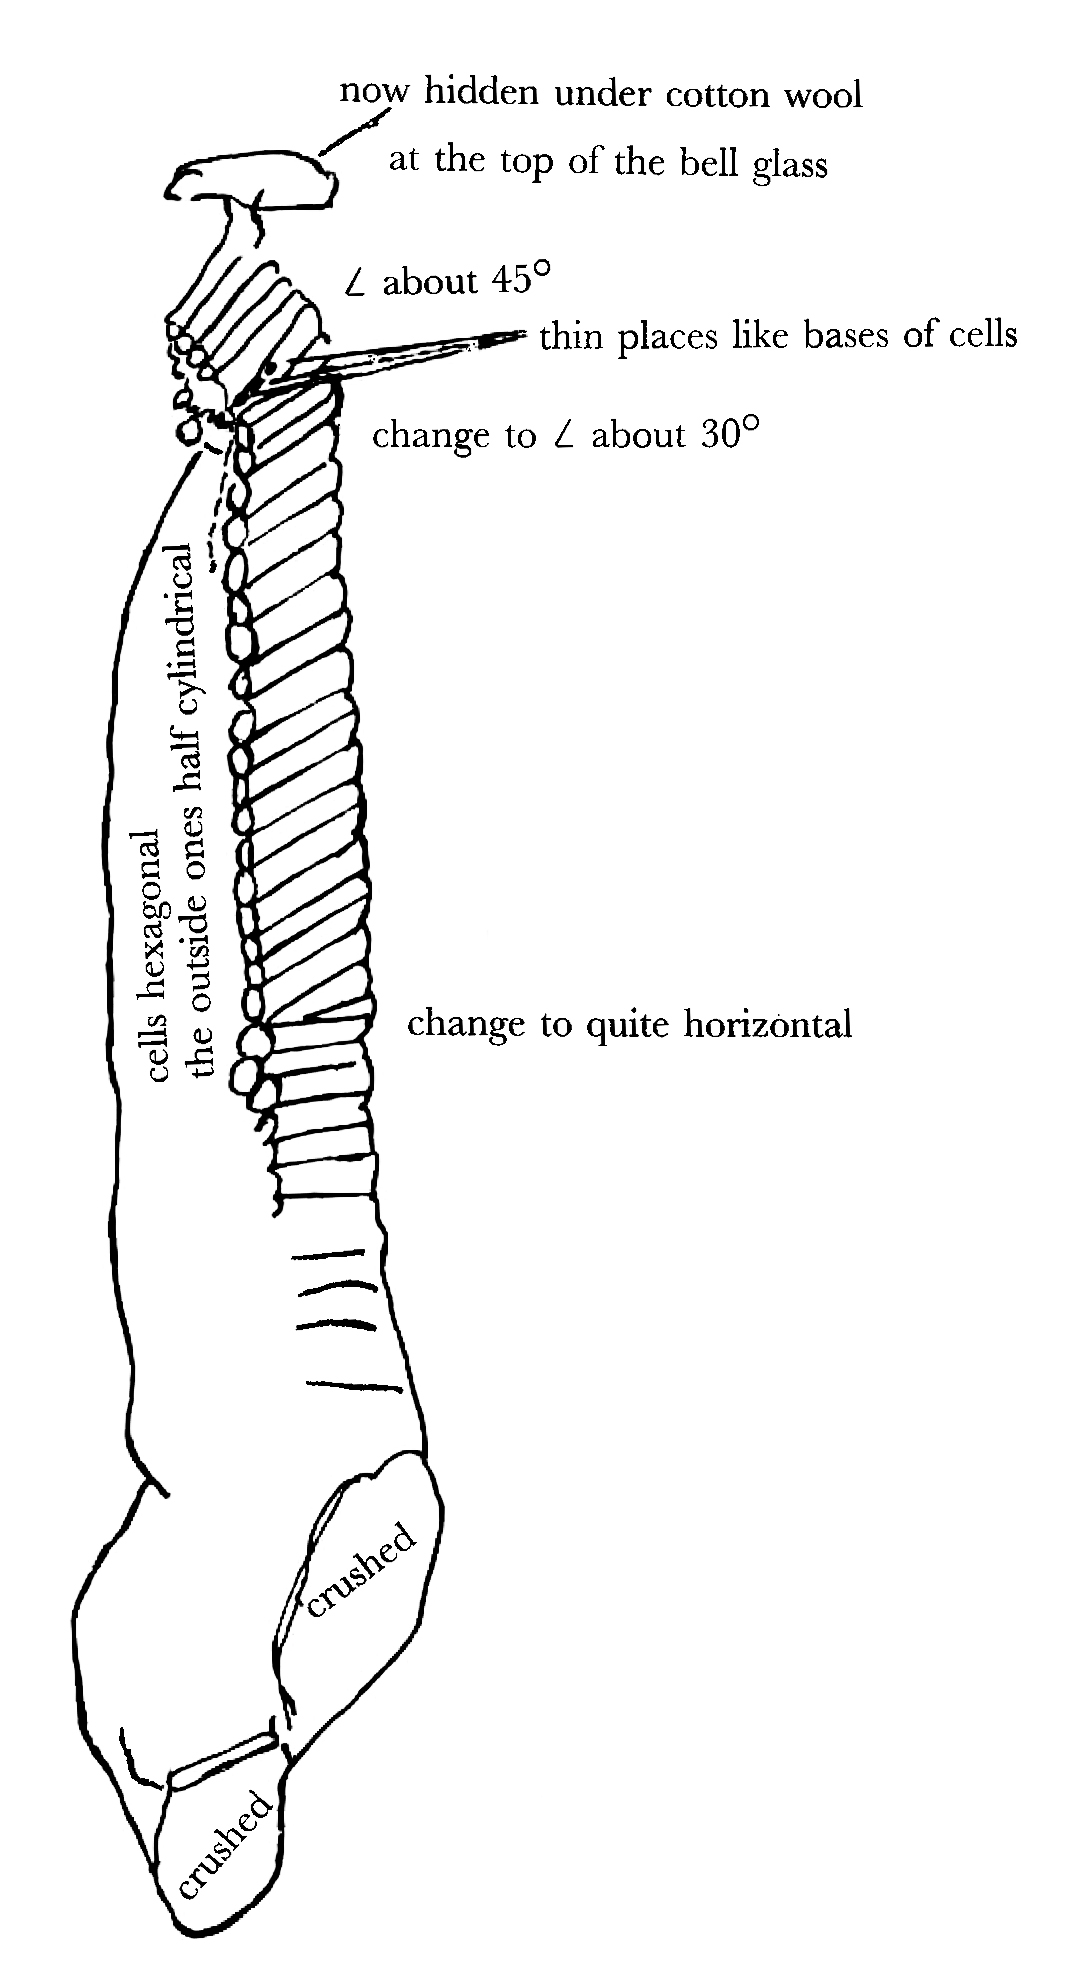 now hidden under cotton wool
at the top of the bell glass
∠ about 45°
thin places like bases of cells
change to ∠ about 30°
cells hexagonal
the outside ones half cylindrical
change to quite horizontal
crushed
crushed